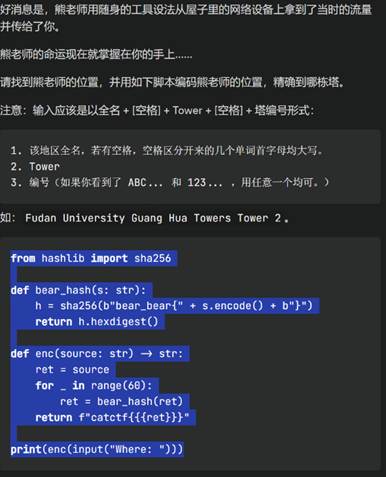 好消息是，熊老师用随身的工具设法从屋子里的网络设备上拿到了当时的流量
并传给了你。
熊老师的命运现在就掌握在你的手上……
请找到熊老师的位置，并用如下脚本编码熊老师的位置，精确到哪栋塔。
注意：输入应该是以全名 + [空格] + Tower + [空格] + 塔编号形式：
1. 该地区全名，若有空格，空格区分开来的几个单词首字母均大写。
2. Tower
3. 编号（如果你看到了 ABC... 和 123... ，用任意一个均可。）
如： Fudan University Guang Hua Towers Tower 2 。
from hashlib import sha256
def bear_hash(s: str):
    h = sha256(b"bear_bear{" + s.encode() + b"}")
    return h.hexdigest()
def enc(source: str) -> str:
    ret = source
    for _ in range(60):
        ret = bear_hash(ret)
    return f"catctf{{{ret}}}"
print(enc(input("Where: ")))